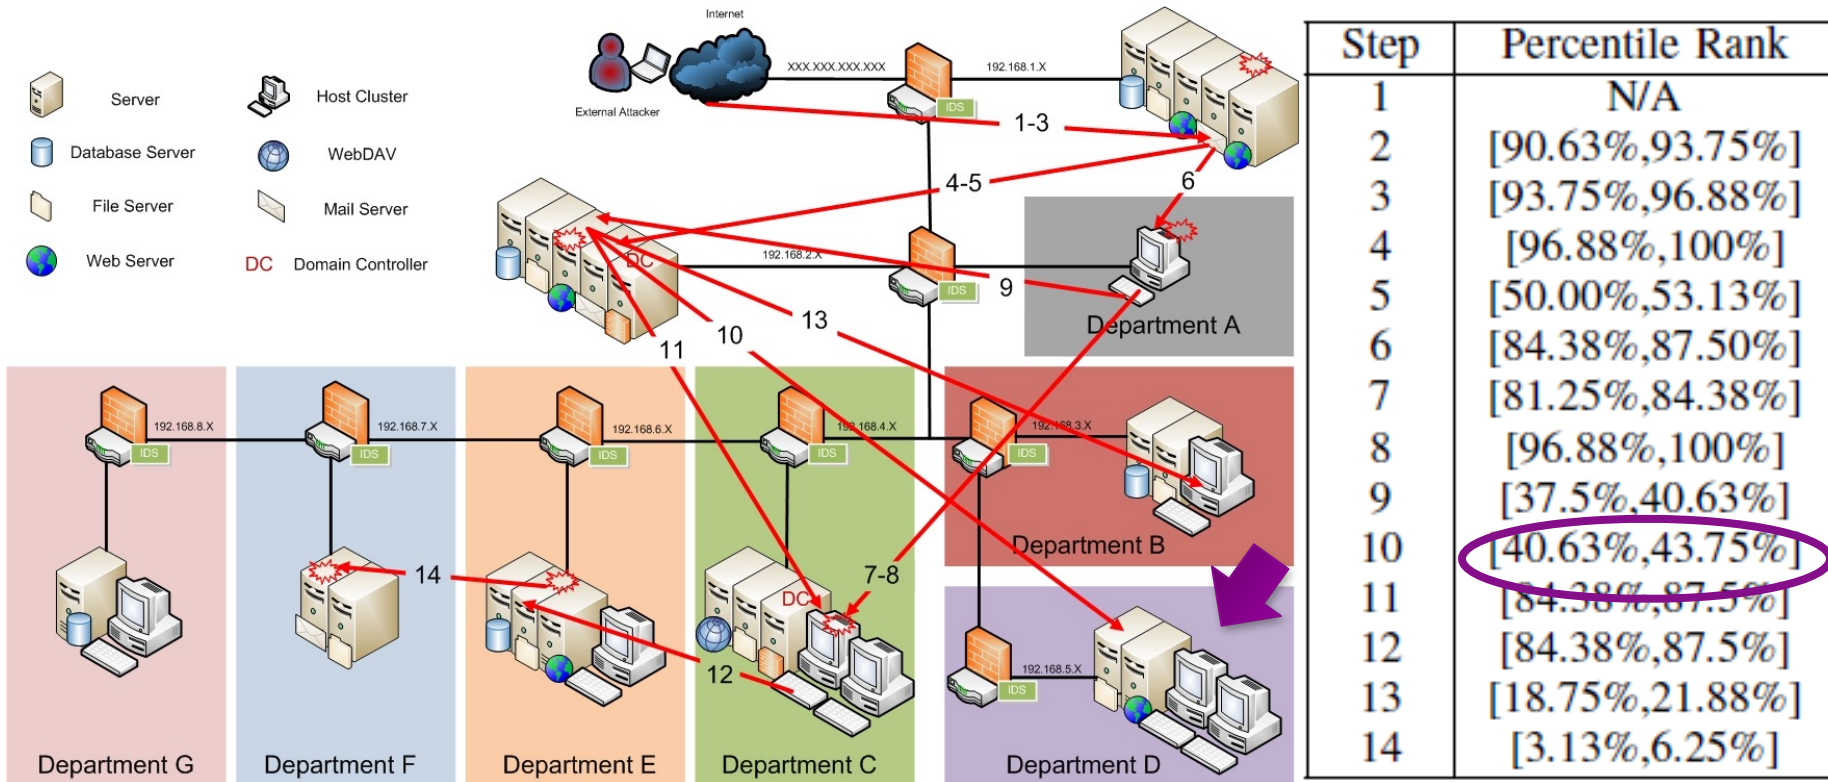 Internet
External Attacker
XXX.XXX.XXX.XXX
IDS
192.168.1.X
Server
Host Cluster
Database Server
WebDAV
File Server
Mail Server
Web Server
DC Domain Controller
1-3
4-5
6
DC
192.168.2.X
IDS
9
Department A
13
10
11
192.168.8.X
IDS
192.168.7.X
IDS
192.168.6.X
IDS
192.168.4.X
IDS
192.168.3.X
IDS
Department B
14
7-8
DC
12
192.168.5.X
IDS
Department G
Department F
Department E
Department C
Department D
Step Percentile Rank
1 N/A
2 [90.63%,93.75%]
3 [93.75%,96.88%]
4 [96.88%,100%]
5 [50.00%,53.13%]
6 [84.38%,87.50%]
7 [81.25%,84.38%]
8 [96.88%,100%]
9 [37.5%,40.63%]
10 [40.63%,43.75%]
11 [84.38%,87.5%]
12 [84.38%,87.5%]
13 [18.75%,21.88%]
14 [3.13%,6.25%]